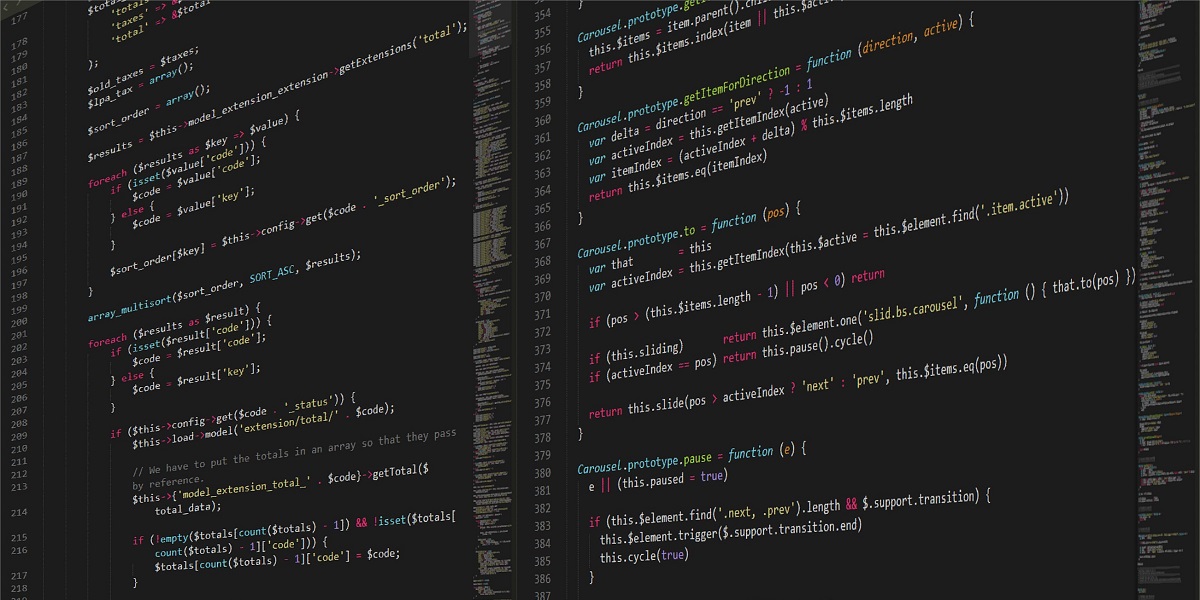 177
'totals'
'taxes' => &
'total' => &$total
178
179 );
180
181 $old_taxes = $taxes;
182 $lpa_tax = array();
183
184 $sort_order = array();
185
186 $results = $this->model_extension_extension->getExtensions('total');
187
188 foreach ($results as $key => $value) {
189 if (isset($value['code'])) {
190 $code = $value['code'];
191 } else {
192 $code = $value['key'];
193
194 }
195
196 $sort_order[$key] = $this->config->get($code . '_sort_order');
197 }
198
199 array_multisort($sort_order, SORT_ASC, $results);
200
201 foreach ($results as $result) {
202 if (isset($result['code'])) {
203 $code = $result['code'];
204 } else {
205 $code = $result['key'];
206
207 }
208
209 if ($this->config->get($code . '_status')) {
210 $this->load->model('extension/total/' . $code);
211
212 // We have to put the totals in an array so that they pass
by reference.
213 $this->{'model_extension_total_' . $code}->getTotal($
total_data);
214
215 if (!empty($totals[count($totals) - 1]) && !isset($totals[
count($totals) - 1]['code'])) {
216 $totals[count($totals) - 1]['code'] = $code;
217 }
218
354
355 Carousel.prototype.
356 this.$items = item.parent().
357 return this.$items.index(item || this.
358 }
359
360 Carousel.prototype.getItemForDirection = function (direction, active) {
361 var delta = direction == 'prev' ? -1 : 1
362 var activeIndex = this.getItemIndex(active)
363 var itemIndex = (activeIndex + delta) % this.$items.length
364 return this.$items.eq(itemIndex)
365 }
366
367 Carousel.prototype.to = function (pos) {
368 var that = this
369 var activeIndex = this.getItemIndex(this.$active = this.$element.find('.item.active'))
370
371 if (pos > (this.$items.length - 1) || pos < 0) return
372
373 if (this.sliding) return this.$element.one('slid.bs.carousel', function () { that.to(pos) })
374 if (activeIndex == pos) return this.pause().cycle()
375
376 return this.slide(pos > activeIndex ? 'next' : 'prev', this.$items.eq(pos))
377 }
378
379 Carousel.prototype.pause = function (e) {
380 e || (this.paused = true)
381
382 if (this.$element.find('.next, .prev').length && $.support.transition) {
383 this.$element.trigger($.support.transition.end)
384 this.cycle(true)
385 }
386
387